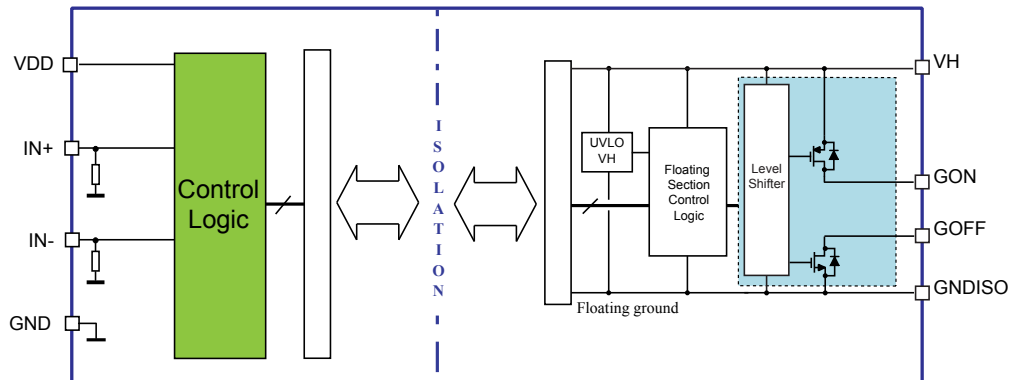 VDD
IN+
IN-
GND
Control
Logic
ISOLATION
UVLO
VH
Floating
Section
Control
Logic
Level
Shifter
Floating ground
VH
GON
GOFF
GNDISO